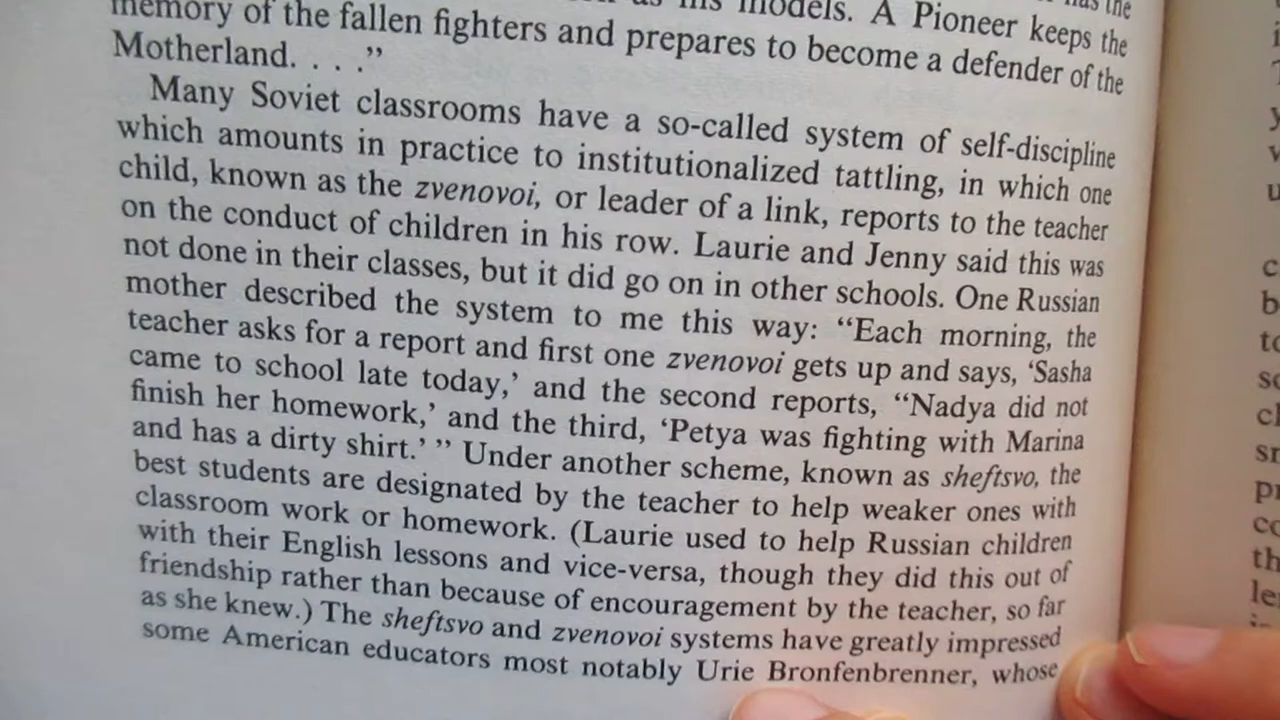 as his models. A Pioneer keeps the
memory of the fallen fighters and prepares to become a defender of the
Motherland. . . .”
Many Soviet classrooms have a so-called system of self-discipline
which amounts in practice to institutionalized tattling, in which one
child, known as the zvenovoi, or leader of a link, reports to the teacher
on the conduct of children in his row. Laurie and Jenny said this was
not done in their classes, but it did go on in other schools. One Russian
mother described the system to me this way: “Each morning, the
teacher asks for a report and first one zvenovoi gets up and says, ‘Sasha
came to school late today,’ and the second reports, “Nadya did not
finish her homework,’ and the third, ‘Petya was fighting with Marina
and has a dirty shirt.’ ” Under another scheme, known as sheftsvo, the
best students are designated by the teacher to help weaker ones with
classroom work or homework. (Laurie used to help Russian children
with their English lessons and vice-versa, though they did this out of
friendship rather than because of encouragement by the teacher, so far
as she knew.) The sheftsvo and zvenovoi systems have greatly impressed
some American educators most notably Urie Bronfenbrenner, whose